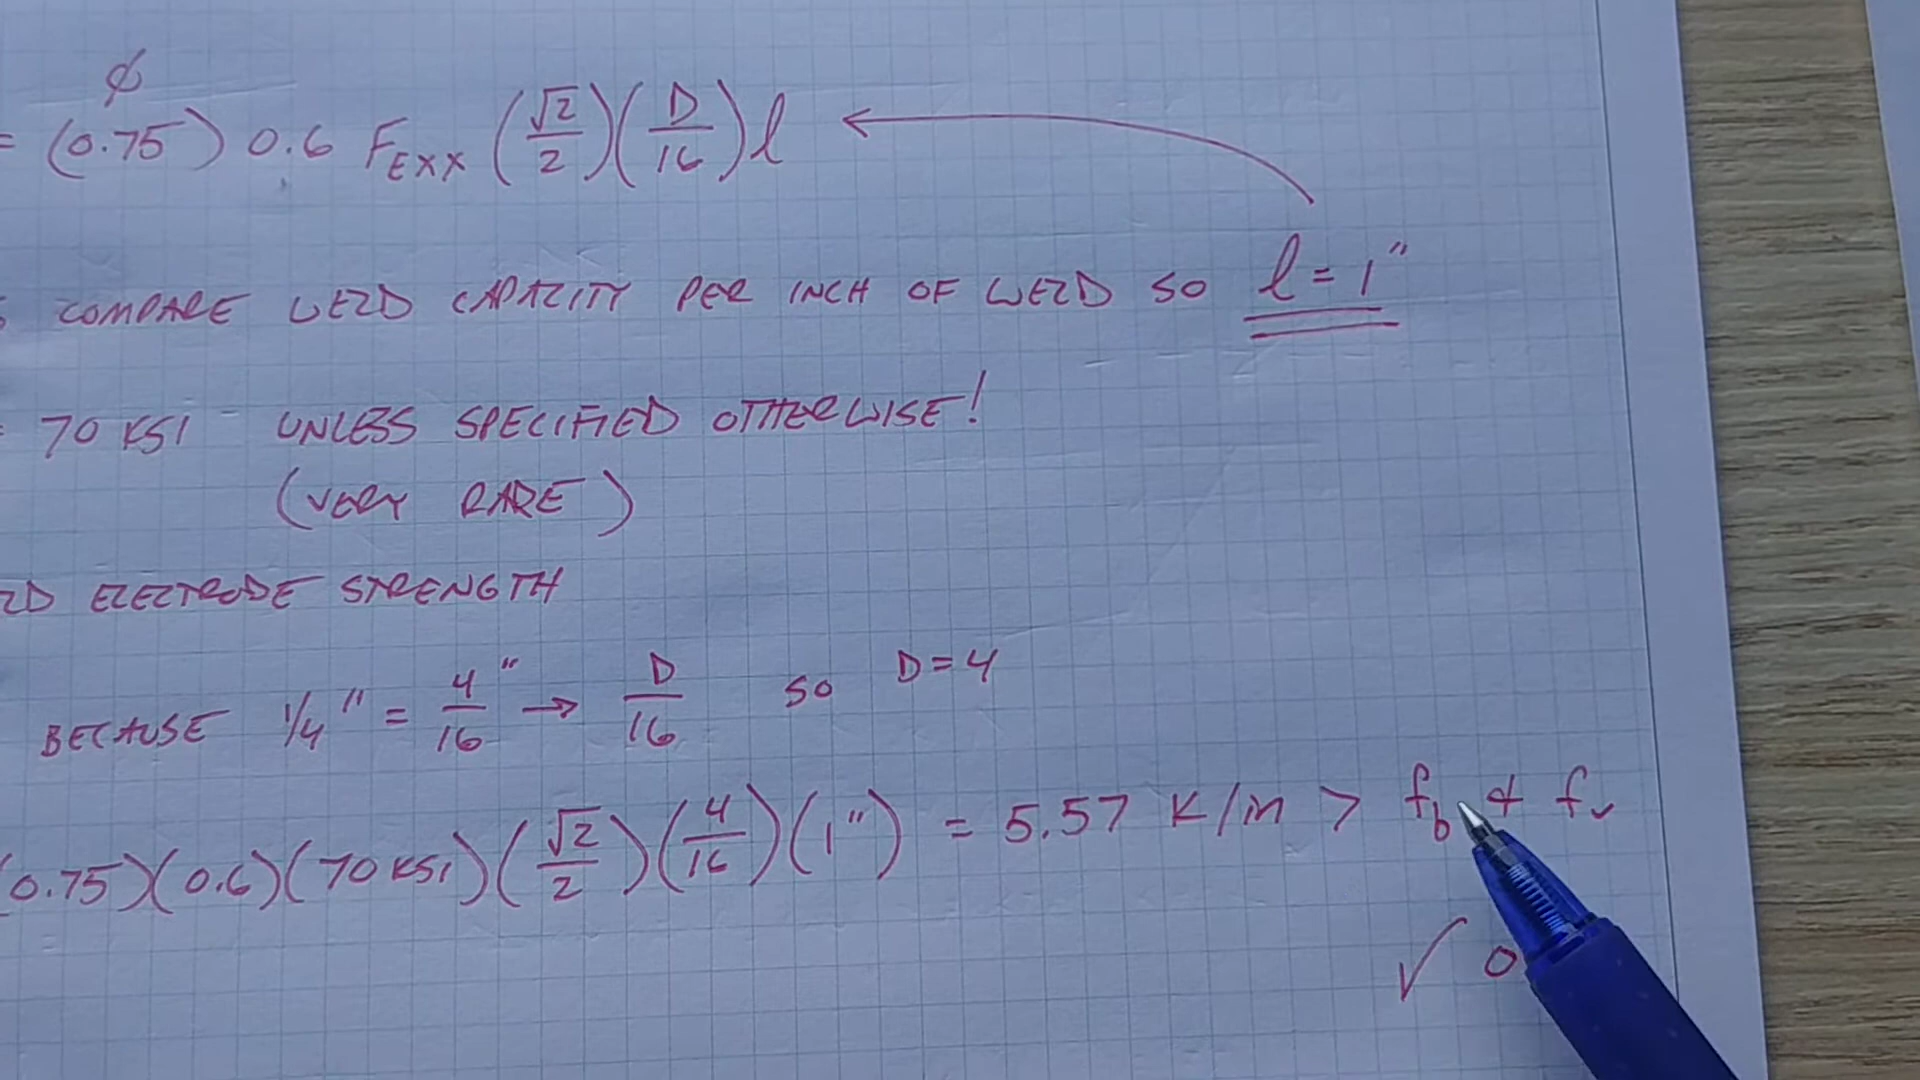 φ
= (0.75) 0.6 FEXX (√2/2)(D/16) l
COMPARE WELD CAPACITY PER INCH OF WELD SO l = 1"
70 KSI - UNLESS SPECIFIED OTHERWISE!
(VERY RARE)
ELECTRODE STRENGTH
BECAUSE 1/4" = 4/16" → D/16 SO D = 4
(0.75)(0.6)(70 KSI)(√2/2)(4/16)(1") = 5.57 K/in > fb & fv
✓